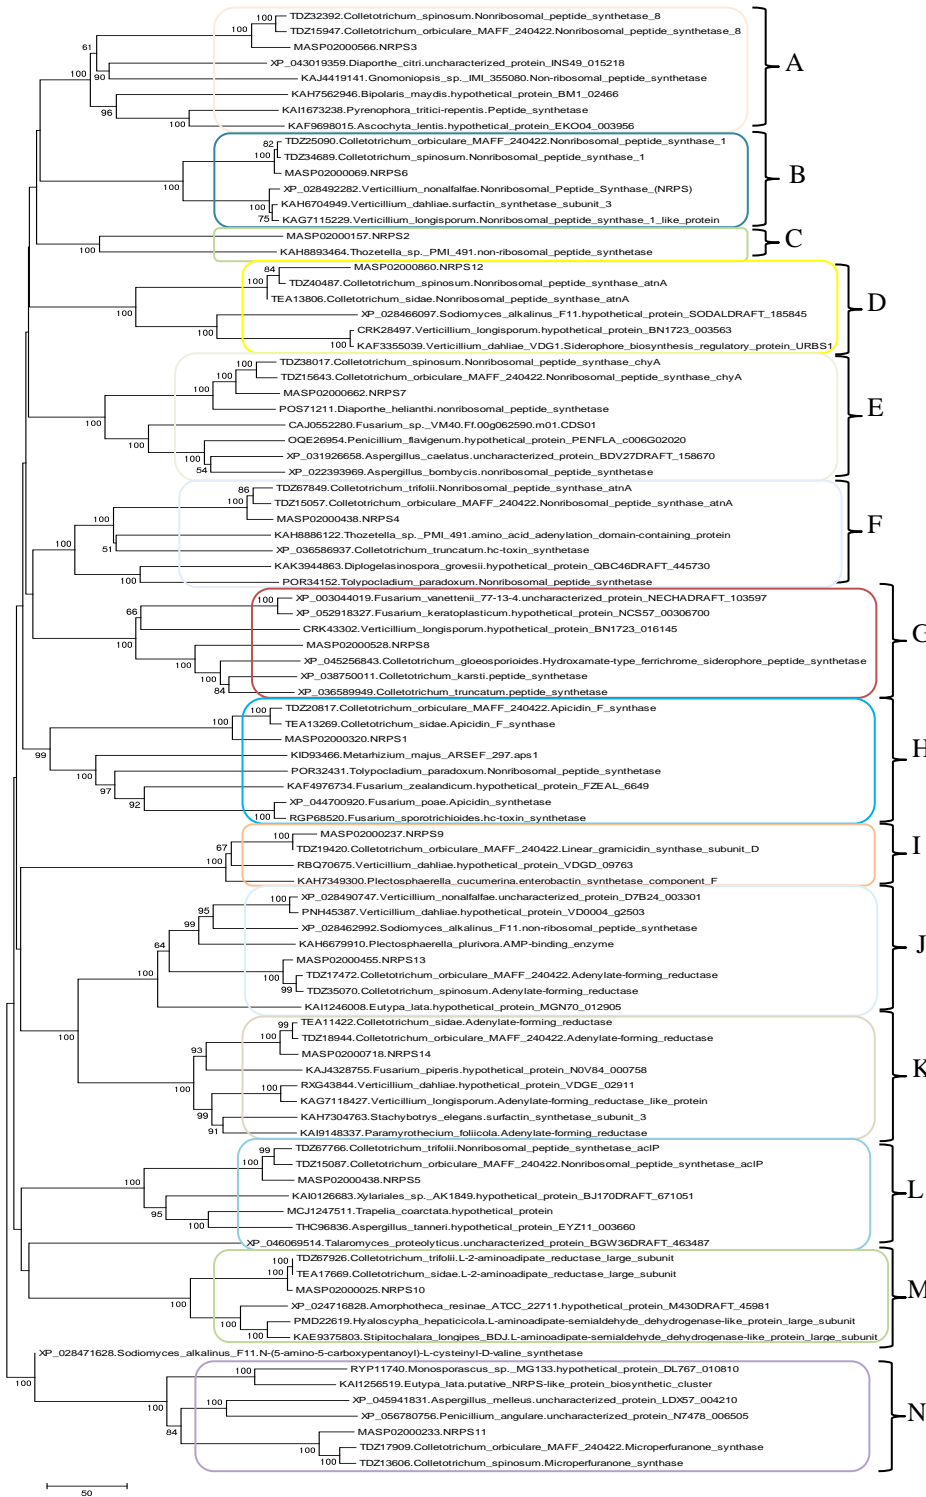 TDZ32392.Colletotrichum_spinosum.Nonribosomal_peptide_synthetase_8
TDZ15947.Colletotrichum_orbiculare_MAFF_240422.Nonribosomal_peptide_synthetase_8
MASP02000566.NRPS3
XP_043019359.Diaporthe_citri.uncharacterized_protein_INS49_015218
KAJ4419141.Gnomoniopsis_sp._IMI_355080.Non-ribosomal_peptide_synthetase
KAH7562946.Bipolaris_maydis.hypothetical_protein_BM1_02466
KAI1673238.Pyrenophora_tritici-repentis.Peptide_synthetase
KAF9698015.Ascochyta_lentis.hypothetical_protein_EKO04_003956
100
100
61
100
90
96
100
A
TDZ25090.Colletotrichum_orbiculare_MAFF_240422.Nonribosomal_peptide_synthase_1
TDZ34689.Colletotrichum_spinosum.Nonribosomal_peptide_synthase_1
MASP02000069.NRPS6
XP_028492282.Verticillium_nonalfalfae.Nonribosomal_Peptide_Synthase_(NRPS)
KAH6704949.Verticillium_dahliae.surfactin_synthetase_subunit_3
KAG7115229.Verticillium_longisporum.Nonribosomal_peptide_synthase_1_like_protein
82
100
100
100
75
B
MASP02000157.NRPS2
KAH8893464.Thozetella_sp._PMI_491.non-ribosomal_peptide_synthetase
100
C
MASP02000860.NRPS12
TDZ40487.Colletotrichum_spinosum.Nonribosomal_peptide_synthase_atnA
TEA13806.Colletotrichum_sidae.Nonribosomal_peptide_synthase_atnA
XP_028466097.Sodiomyces_alkalinus_F11.hypothetical_protein_SODALDRAFT_185845
CRK28497.Verticillium_longisporum.hypothetical_protein_BN1723_003563
KAF3355039.Verticillium_dahliae_VDG1.Siderophore_biosynthesis_regulatory_protein_URBS1
84
100
100
100
100
D
TDZ38017.Colletotrichum_spinosum.Nonribosomal_peptide_synthase_chyA
TDZ15643.Colletotrichum_orbiculare_MAFF_240422.Nonribosomal_peptide_synthase_chyA
MASP02000662.NRPS7
POS71211.Diaporthe_helianthi.nonribosomal_peptide_synthetase
CAJ0552280.Fusarium_sp._VM40.Ff.00g062590.m01.CDS01
OQE26954.Penicillium_flavigenum.hypothetical_protein_PENFLA_c006G02020
XP_031926658.Aspergillus_caelatus.uncharacterized_protein_BDV27DRAFT_158670
XP_022393969.Aspergillus_bombycis.nonribosomal_peptide_synthetase
100
100
100
100
100
100
54
E
TDZ67849.Colletotrichum_trifolii.Nonribosomal_peptide_synthase_atnA
TDZ15057.Colletotrichum_orbiculare_MAFF_240422.Nonribosomal_peptide_synthase_atnA
MASP02000438.NRPS4
KAH8886122.Thozetella_sp._PMI_491.amino_acid_adenylation_domain-containing_protein
XP_036586937.Colletotrichum_truncatum.hc-toxin_synthetase
KAK3944863.Diplogelasinospora_grovesii.hypothetical_protein_QBC46DRAFT_445730
POR34152.Tolypocladium_paradoxum.Nonribosomal_peptide_synthetase
86
100
100
51
100
100
F
XP_003044019.Fusarium_vanettenii_77-13-4.uncharacterized_protein_NECHADRAFT_103597
XP_052918327.Fusarium_keratoplasticum.hypothetical_protein_NCS57_00306700
CRK43302.Verticillium_longisporum.hypothetical_protein_BN1723_016145
MASP02000528.NRPS8
XP_045256843.Colletotrichum_gloeosporioides.Hydroxamate-type_ferrichrome_siderophore_peptide_synthetase
XP_038750011.Colletotrichum_karsti.peptide_synthetase
XP_036589949.Colletotrichum_truncatum.peptide_synthetase
100
66
100
100
100
84
G
TDZ20817.Colletotrichum_orbiculare_MAFF_240422.Apicidin_F_synthase
TEA13269.Colletotrichum_sidae.Apicidin_F_synthase
MASP02000320.NRPS1
KID93466.Metarhizium_majus_ARSEF_297.aps1
POR32431.Tolypocladium_paradoxum.Nonribosomal_peptide_synthetase
KAF4976734.Fusarium_zealandicum.hypothetical_protein_FZEAL_6649
XP_044700920.Fusarium_poae.Apicidin_synthetase
RGP68520.Fusarium_sporotrichioides.hc-toxin_synthetase
100
100
99
100
97
92
100
H
MASP02000237.NRPS9
TDZ19420.Colletotrichum_orbiculare_MAFF_240422.Linear_gramicidin_synthase_subunit_D
RBQ70675.Verticillium_dahliae.hypothetical_protein_VDGD_09763
KAH7349300.Plectosphaerella_cucumerina.enterobactin_synthetase_component_F
100
67
100
I
XP_028490747.Verticillium_nonalfalfae.uncharacterized_protein_D7B24_003301
PNH45387.Verticillium_dahliae.hypothetical_protein_VD0004_g2503
XP_028462992.Sodiomyces_alkalinus_F11.non-ribosomal_peptide_synthetase
KAH6679910.Plectosphaerella_plurivora.AMP-binding_enzyme
MASP02000455.NRPS13
TDZ17472.Colletotrichum_orbiculare_MAFF_240422.Adenylate-forming_reductase
TDZ35070.Colletotrichum_spinosum.Adenylate-forming_reductase
KAI1246008.Eutypa_lata.hypothetical_protein_MGN70_012905
100
95
99
64
100
99
100
100
J
TEA11422.Colletotrichum_sidae.Adenylate-forming_reductase
TDZ18944.Colletotrichum_orbiculare_MAFF_240422.Adenylate-forming_reductase
MASP02000718.NRPS14
KAJ4328755.Fusarium_piperis.hypothetical_protein_N0V84_000758
RXG43844.Verticillium_dahliae.hypothetical_protein_VDGE_02911
KAG7118427.Verticillium_longisporum.Adenylate-forming_reductase_like_protein
KAH7304763.Stachybotrys_elegans.surfactin_synthetase_subunit_3
KAI9148337.Paramyrothecium_foliicola.Adenylate-forming_reductase
99
100
93
100
100
99
91
K
TDZ67766.Colletotrichum_trifolii.Nonribosomal_peptide_synthetase_aclP
TDZ15087.Colletotrichum_orbiculare_MAFF_240422.Nonribosomal_peptide_synthetase_aclP
MASP02000438.NRPS5
KAI0126683.Xylariales_sp._AK1849.hypothetical_protein_BJ170DRAFT_671051
MCJ1247511.Trapelia_coarctata.hypothetical_protein
THC96836.Aspergillus_tanneri.hypothetical_protein_EYZ11_003660
XP_046069514.Talaromyces_proteolyticus.uncharacterized_protein_BGW36DRAFT_463487
99
100
100
95
100
L
TDZ67926.Colletotrichum_trifolii.L-2-aminoadipate_reductase_large_subunit
TEA17669.Colletotrichum_sidae.L-2-aminoadipate_reductase_large_subunit
MASP02000025.NRPS10
XP_024716828.Amorphotheca_resinae_ATCC_22711.hypothetical_protein_M430DRAFT_45981
PMD22619.Hyaloscypha_hepaticicola.L-aminoadipate-semialdehyde_dehydrogenase-like_protein_large_subunit
KAE9375803.Stipitochalara_longipes_BDJ.L-aminoadipate-semialdehyde_dehydrogenase-like_protein_large_subunit
100
100
100
100
100
M
XP_028471628.Sodiomyces_alkalinus_F11.N-(5-amino-5-carboxypentanoyl)-L-cysteinyl-D-valine_synthetase
RYP11740.Monosporascus_sp._MG133.hypothetical_protein_DL767_010810
KAI1256519.Eutypa_lata.putative_NRPS-like_protein_biosynthetic_cluster
XP_045941831.Aspergillus_melleus.uncharacterized_protein_LDX57_004210
XP_056780756.Penicillium_angulare.uncharacterized_protein_N7478_006505
MASP02000233.NRPS11
TDZ17909.Colletotrichum_orbiculare_MAFF_240422.Microperfuranone_synthase
TDZ13606.Colletotrichum_spinosum.Microperfuranone_synthase
100
100
100
100
84
100
100
N
50